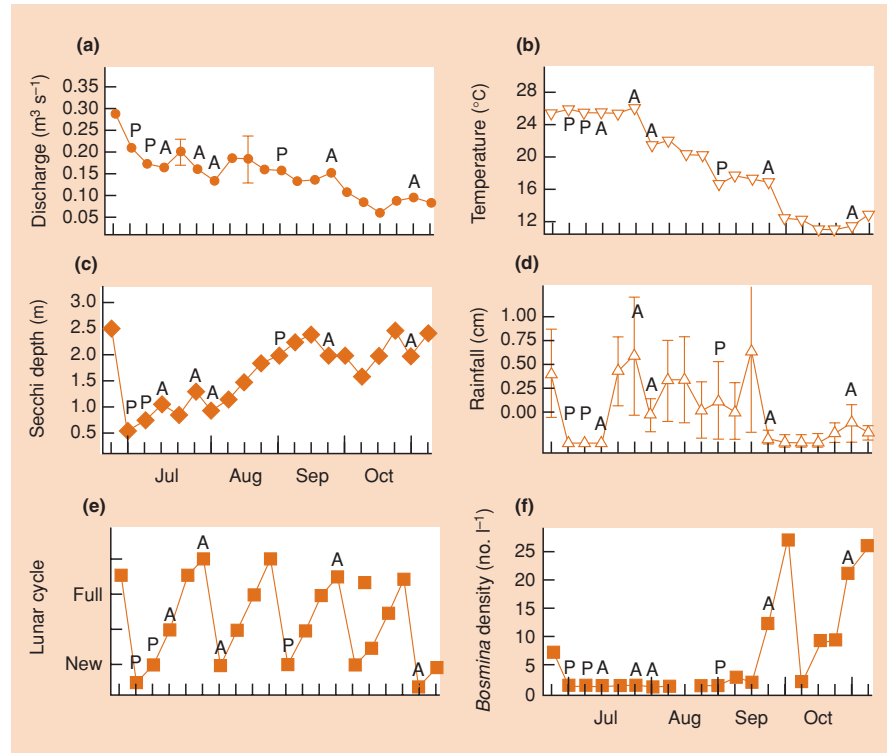 (a)
Discharge (m³ s⁻¹)
0.35
0.30
0.25
0.20
0.15
0.10
0.05
P
P
A
A
A
P
A
A
(b)
Temperature (°C)
28
24
20
16
12
P
P
A
A
A
P
A
A
(c)
Secchi depth (m)
3.0
2.5
2.0
1.5
1.0
0.5
P
P
A
A
A
P
A
A
Jul Aug Sep Oct
(d)
Rainfall (cm)
1.00
0.50
0.25
0.00
P
P
A
A
A
P
A
A
(e)
Lunar cycle
Full
New
P
P
A
A
A
P
A
A
(f)
Bosmina density (no. l⁻¹)
25
20
15
10
5
0
P
P
A
A
A
P
A
A
Jul Aug Sep Oct